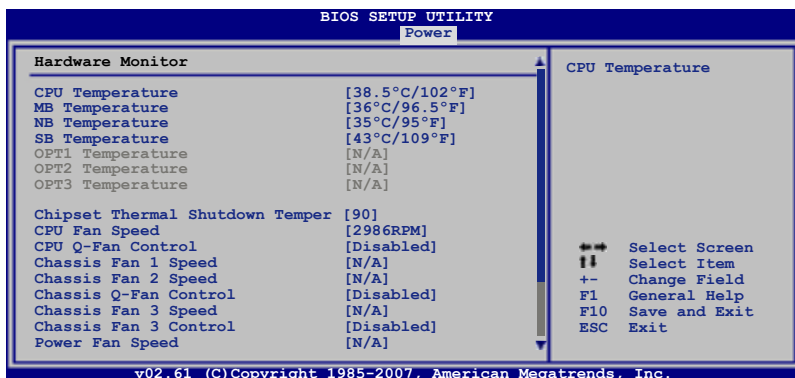 BIOS SETUP UTILITY
Power
Hardware Monitor
CPU Temperature [38.5°C/102°F]
MB Temperature [36°C/96.5°F]
NB Temperature [35°C/95°F]
SB Temperature [43°C/109°F]
OPT1 Temperature [N/A]
OPT2 Temperature [N/A]
OPT3 Temperature [N/A]
Chipset Thermal Shutdown Temper [90]
CPU Fan Speed [2986RPM]
CPU Q-Fan Control [Disabled]
Chassis Fan 1 Speed [N/A]
Chassis Fan 2 Speed [N/A]
Chassis Q-Fan Control [Disabled]
Chassis Fan 3 Speed [N/A]
Chassis Fan 3 Control [Disabled]
Power Fan Speed [N/A]
CPU Temperature
Select Screen
Select Item
+- Change Field
F1 General Help
F10 Save and Exit
ESC Exit
v02.61 (C)Copyright 1985-2007, American Megatrends, Inc.